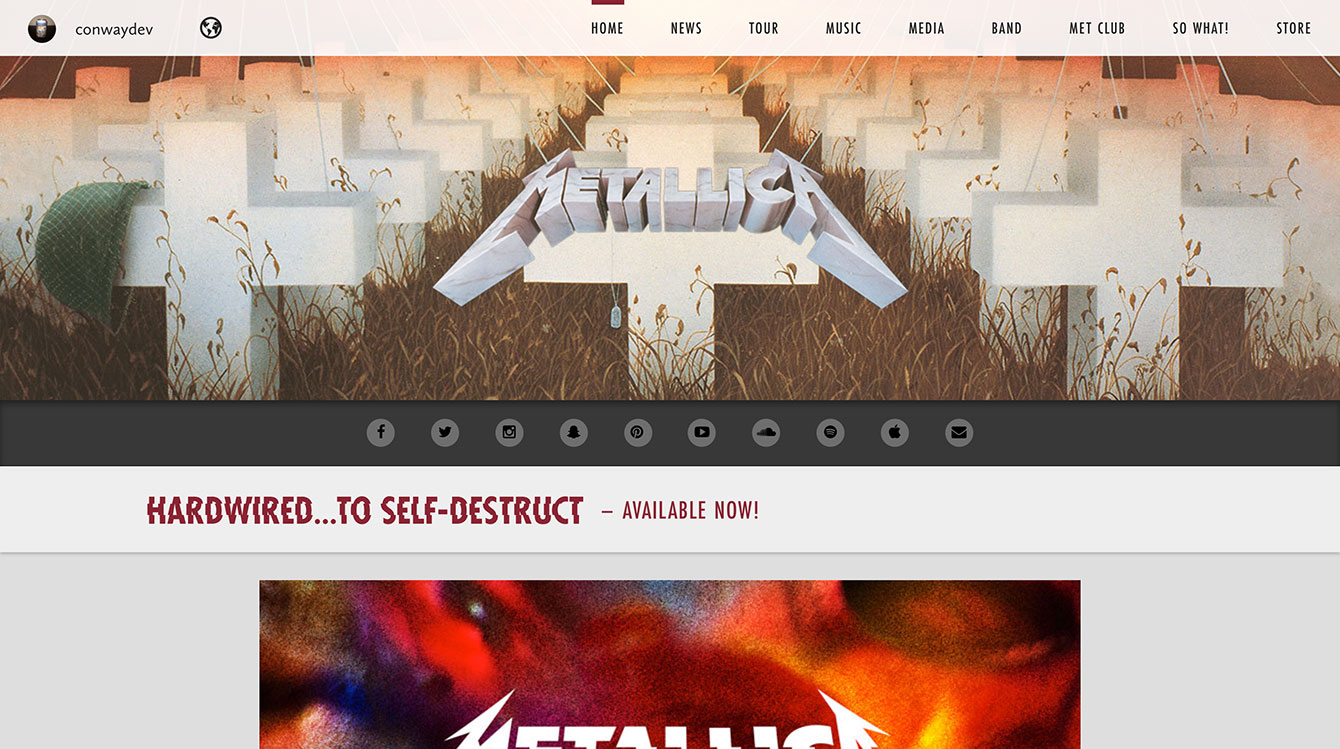 conwaydev
HOME NEWS TOUR MUSIC MEDIA BAND MET CLUB SO WHAT! STORE
METALLICA
HARDWIRED...TO SELF-DESTRUCT – AVAILABLE NOW!
METALLICA